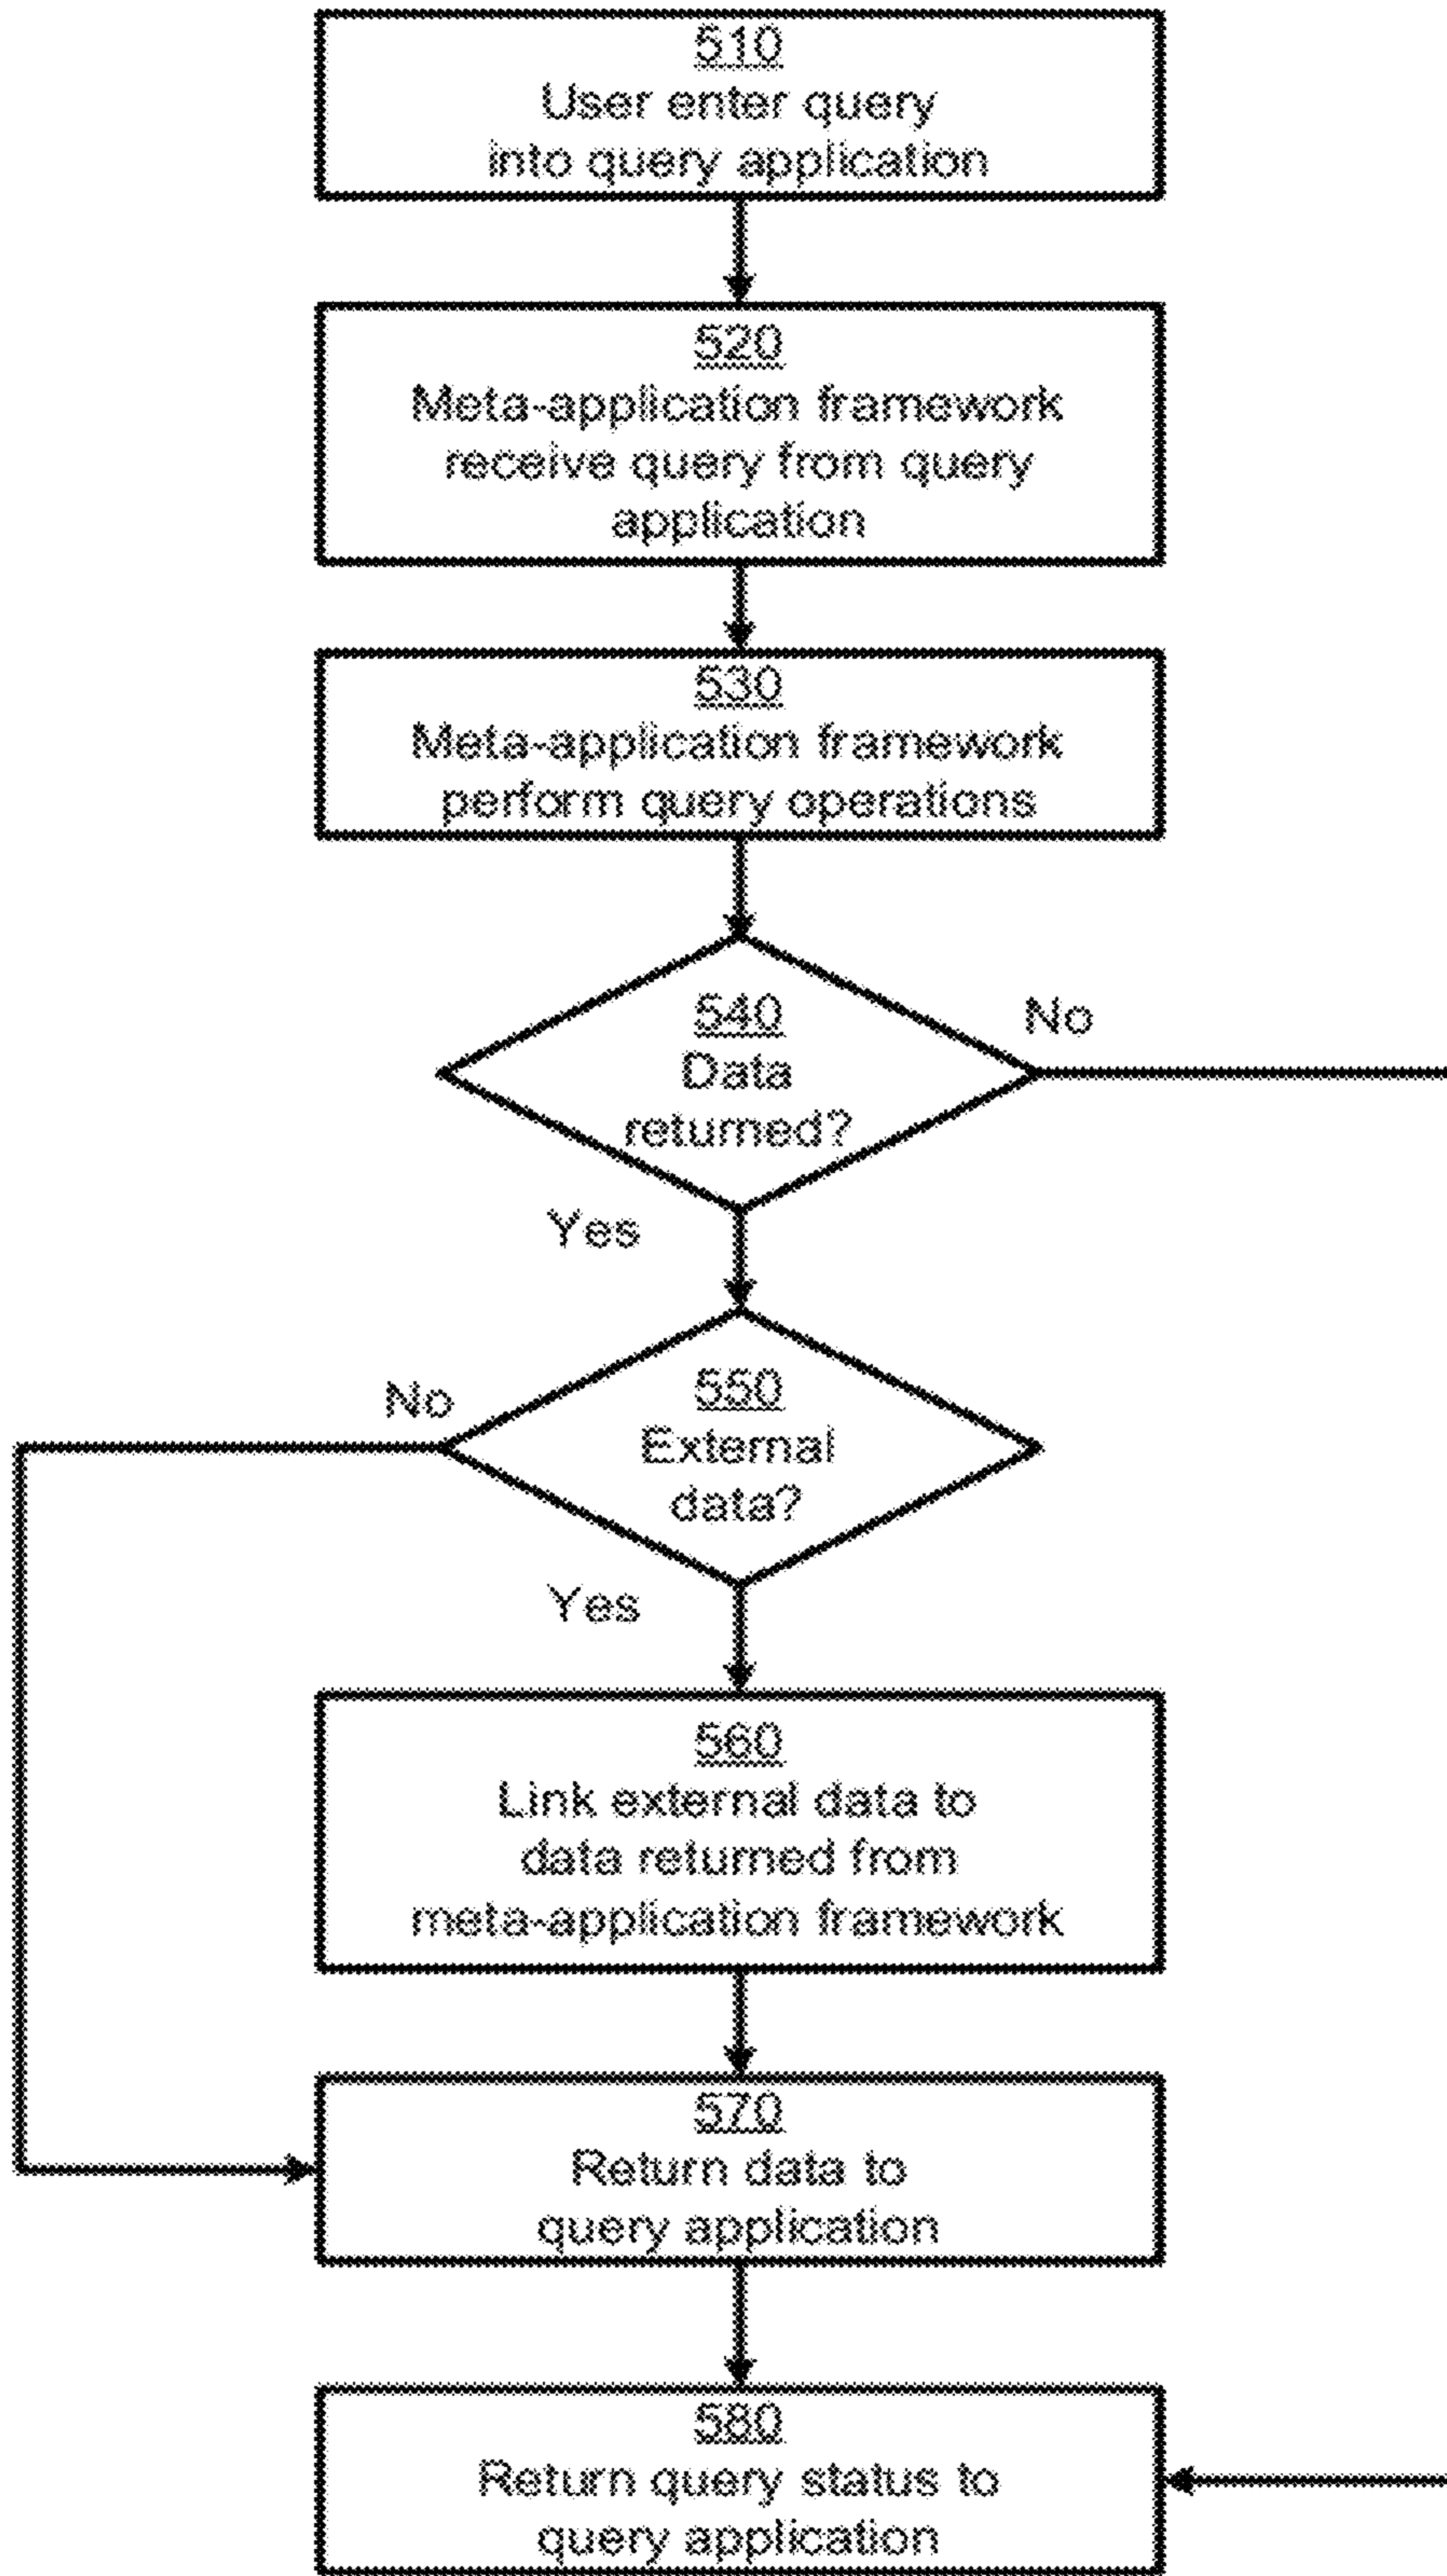 510
User enter query
into query application
520
Meta-application framework
receive query from query
application
530
Meta-application framework
perform query operations
540
Data
returned?
No
Yes
550
External
data?
No
Yes
560
Link external data to
data returned from
meta-application framework
570
Return data to
query application
580
Return query status to
query application